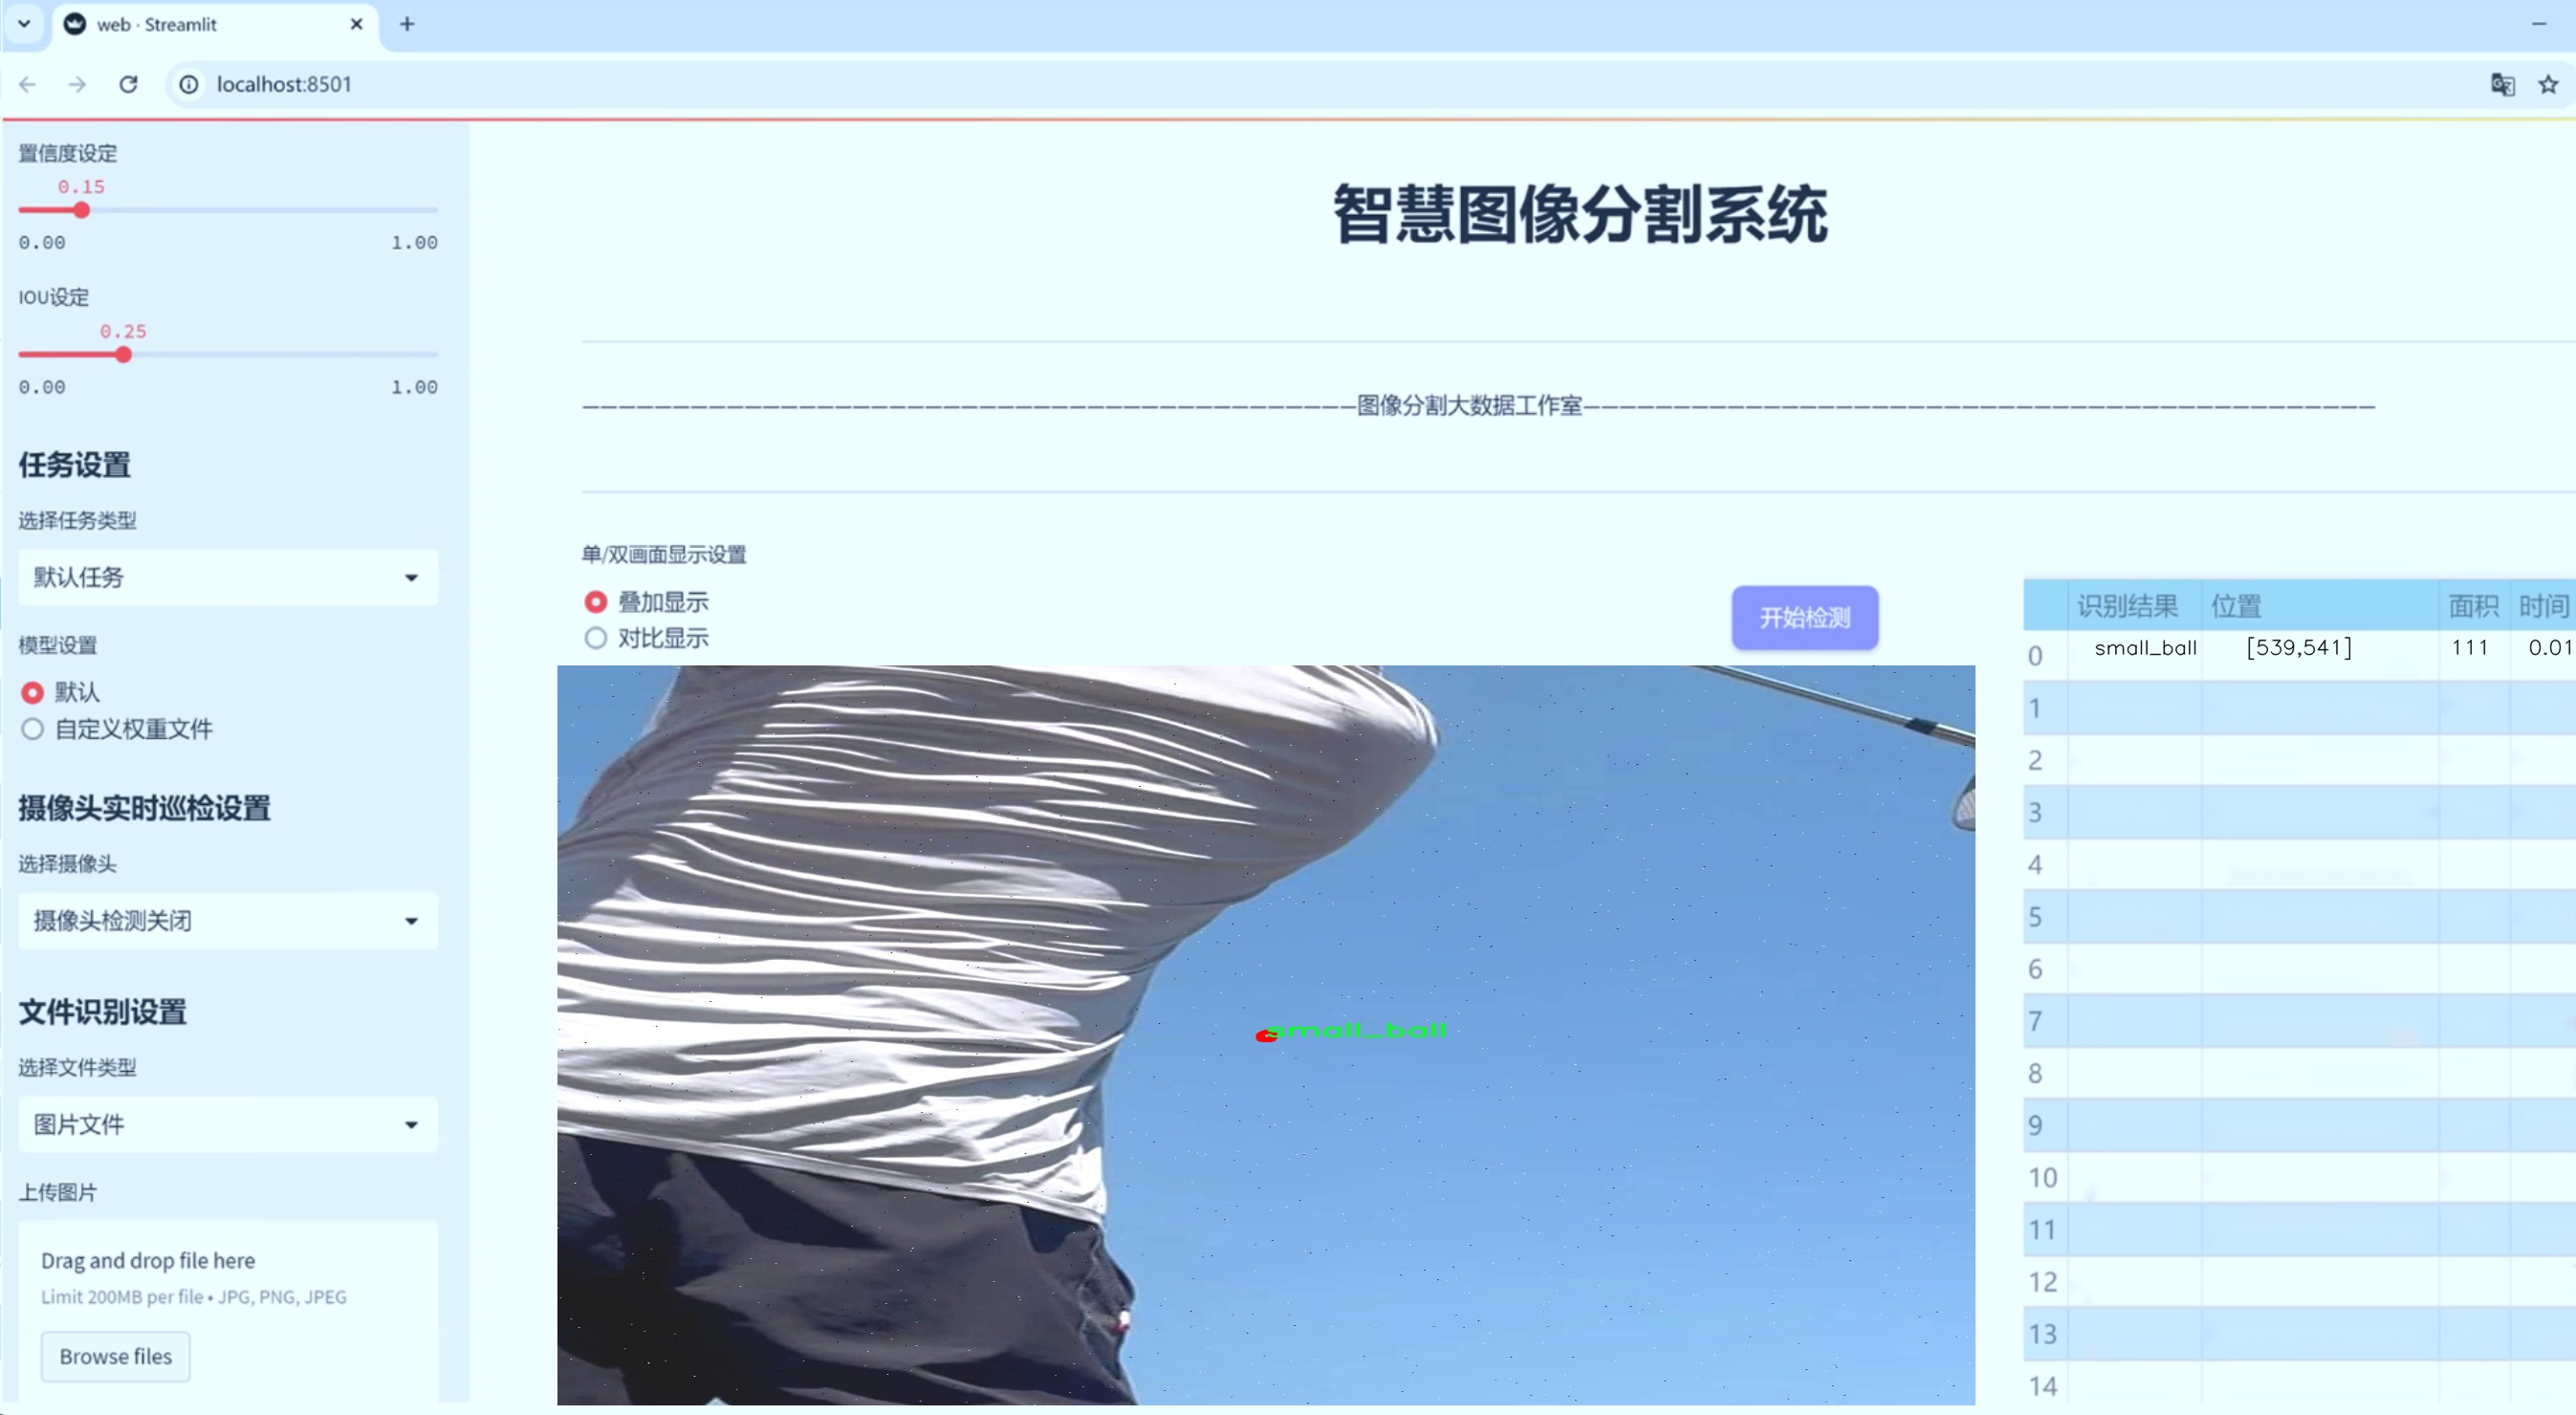 web · Streamlit
localhost:8501
置信度设定
0.15
0.00 1.00
IOU设定
0.25
0.00 1.00
任务设置
选择任务类型
默认任务
模型设置
默认
自定义权重文件
摄像头实时巡检设置
选择摄像头
摄像头检测关闭
文件识别设置
选择文件类型
图片文件
上传图片
Drag and drop file here
Limit 200MB per file • JPG, PNG, JPEG
Browse files
智慧图像分割系统
图像分割大数据工作室
单/双画面显示设置
叠加显示
对比显示
开始检测
small_ball
识别结果 位置 面积 时间
0 small_ball [539,541] 111 0.01
1
2
3
4
5
6
7
8
9
10
11
12
13
14